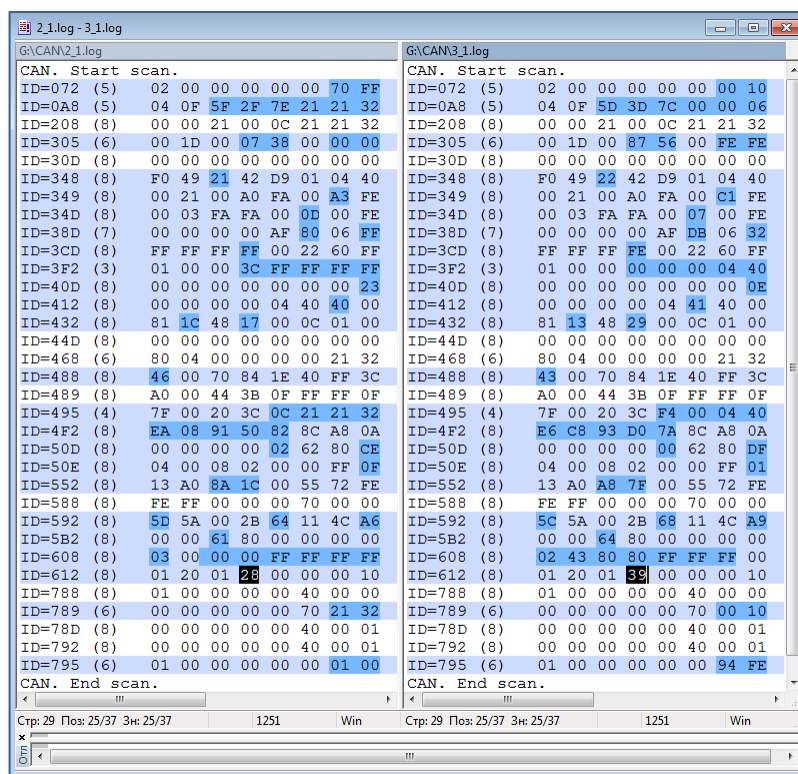 2_1.log - 3_1.log
G:\CAN\2_1.log
CAN. Start scan.
ID=072 (5) 02 00 00 00 00 00 70 FF
ID=0A8 (5) 04 0F 5F 2F 7E 21 21 32
ID=208 (8) 00 00 21 00 0C 21 21 32
ID=305 (6) 00 1D 00 07 38 00 00 00
ID=30D (8) 00 00 00 00 00 00 00 00
ID=348 (8) F0 49 21 42 D9 01 04 40
ID=349 (8) 00 21 00 A0 FA 00 A3 FE
ID=34D (8) 00 03 FA FA 00 0D 00 FE
ID=38D (7) 00 00 00 00 AF 80 06 FF
ID=3CD (8) FF FF FF FF 00 22 60 FF
ID=3F2 (3) 01 00 00 3C FF FF FF FF
ID=40D (8) 00 00 00 00 00 00 00 23
ID=412 (8) 00 00 00 00 04 40 40 00
ID=432 (8) 81 1C 48 17 00 0C 01 00
ID=44D (8) 00 00 00 00 00 00 00 00
ID=468 (6) 80 04 00 00 00 00 21 32
ID=488 (8) 46 00 70 84 1E 40 FF 3C
ID=489 (8) A0 00 44 3B 0F FF FF 0F
ID=495 (4) 7F 00 20 3C 0C 21 21 32
ID=4F2 (8) EA 08 91 50 82 8C A8 0A
ID=50D (8) 00 00 00 00 02 62 80 CE
ID=50E (8) 04 00 08 02 00 00 FF 0F
ID=552 (8) 13 A0 8A 1C 00 55 72 FE
ID=588 (8) FE FF 00 00 00 70 00 00
ID=592 (8) 5D 5A 00 2B 64 11 4C A6
ID=5B2 (8) 00 00 61 80 00 00 00 00
ID=608 (8) 03 00 00 00 FF FF FF FF
ID=612 (8) 01 20 01 28 00 00 00 10
ID=788 (8) 01 00 00 00 00 40 00 00
ID=789 (6) 00 00 00 00 00 70 21 32
ID=78D (8) 00 00 00 00 00 40 00 01
ID=792 (8) 00 00 00 00 00 40 00 01
ID=795 (6) 01 00 00 00 00 00 01 00
CAN. End scan.
Стр: 29 Поз: 25/37 Зн: 25/37 1251 Win
G:\CAN\3_1.log
CAN. Start scan.
ID=072 (5) 02 00 00 00 00 00 00 10
ID=0A8 (5) 04 0F 5D 3D 7C 00 00 06
ID=208 (8) 00 00 21 00 0C 21 21 32
ID=305 (6) 00 1D 00 87 56 00 FE FE
ID=30D (8) 00 00 00 00 00 00 00 00
ID=348 (8) F0 49 22 42 D9 01 04 40
ID=349 (8) 00 21 00 A0 FA 00 C1 FE
ID=34D (8) 00 03 FA FA 00 07 00 FE
ID=38D (7) 00 00 00 00 AF DB 06 32
ID=3CD (8) FF FF FF FE 00 22 60 FF
ID=3F2 (3) 01 00 00 00 00 00 04 40
ID=40D (8) 00 00 00 00 00 00 00 0E
ID=412 (8) 00 00 00 00 04 41 40 00
ID=432 (8) 81 13 48 29 00 0C 01 00
ID=44D (8) 00 00 00 00 00 00 00 00
ID=468 (6) 80 04 00 00 00 00 21 32
ID=488 (8) 43 00 70 84 1E 40 FF 3C
ID=489 (8) A0 00 44 3B 0F FF FF 0F
ID=495 (4) 7F 00 20 3C F4 00 04 40
ID=4F2 (8) E6 C8 93 D0 7A 8C A8 0A
ID=50D (8) 00 00 00 00 00 62 80 DF
ID=50E (8) 04 00 08 02 00 00 FF 01
ID=552 (8) 13 A0 A8 7F 00 55 72 FE
ID=588 (8) FE FF 00 00 00 70 00 00
ID=592 (8) 5C 5A 00 2B 68 11 4C A9
ID=5B2 (8) 00 00 64 80 00 00 00 00
ID=608 (8) 02 43 80 80 FF FF FF 00
ID=612 (8) 01 20 01 39 00 00 00 10
ID=788 (8) 01 00 00 00 00 40 00 00
ID=789 (6) 00 00 00 00 00 70 00 10
ID=78D (8) 00 00 00 00 00 40 00 01
ID=792 (8) 00 00 00 00 00 40 00 01
ID=795 (6) 01 00 00 00 00 00 94 FE
CAN. End scan.
Стр: 29 Поз: 25/37 Зн: 25/37 1251 Win
Отл